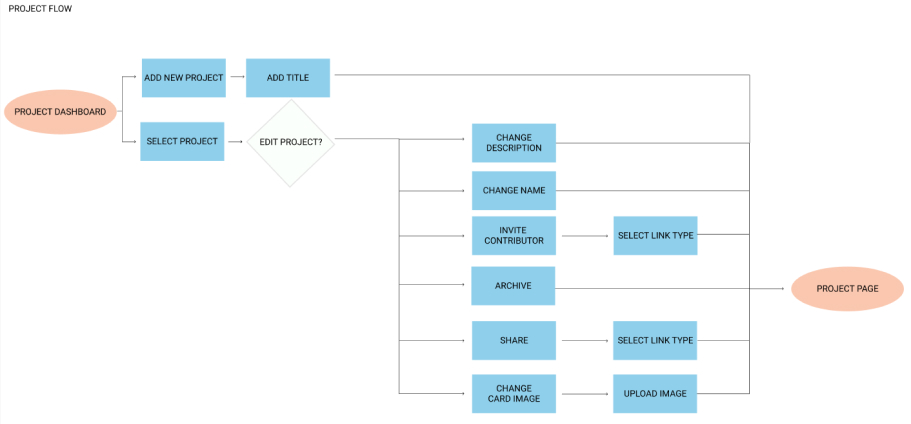 PROJECT FLOW
ADD NEW PROJECT
ADD TITLE
PROJECT DASHBOARD
SELECT PROJECT
EDIT PROJECT?
CHANGE
DESCRIPTION
CHANGE NAME
INVITE
CONTRIBUTOR
SELECT LINK TYPE
ARCHIVE
PROJECT PAGE
SHARE
SELECT LINK TYPE
CHANGE
CARD IMAGE
UPLOAD IMAGE